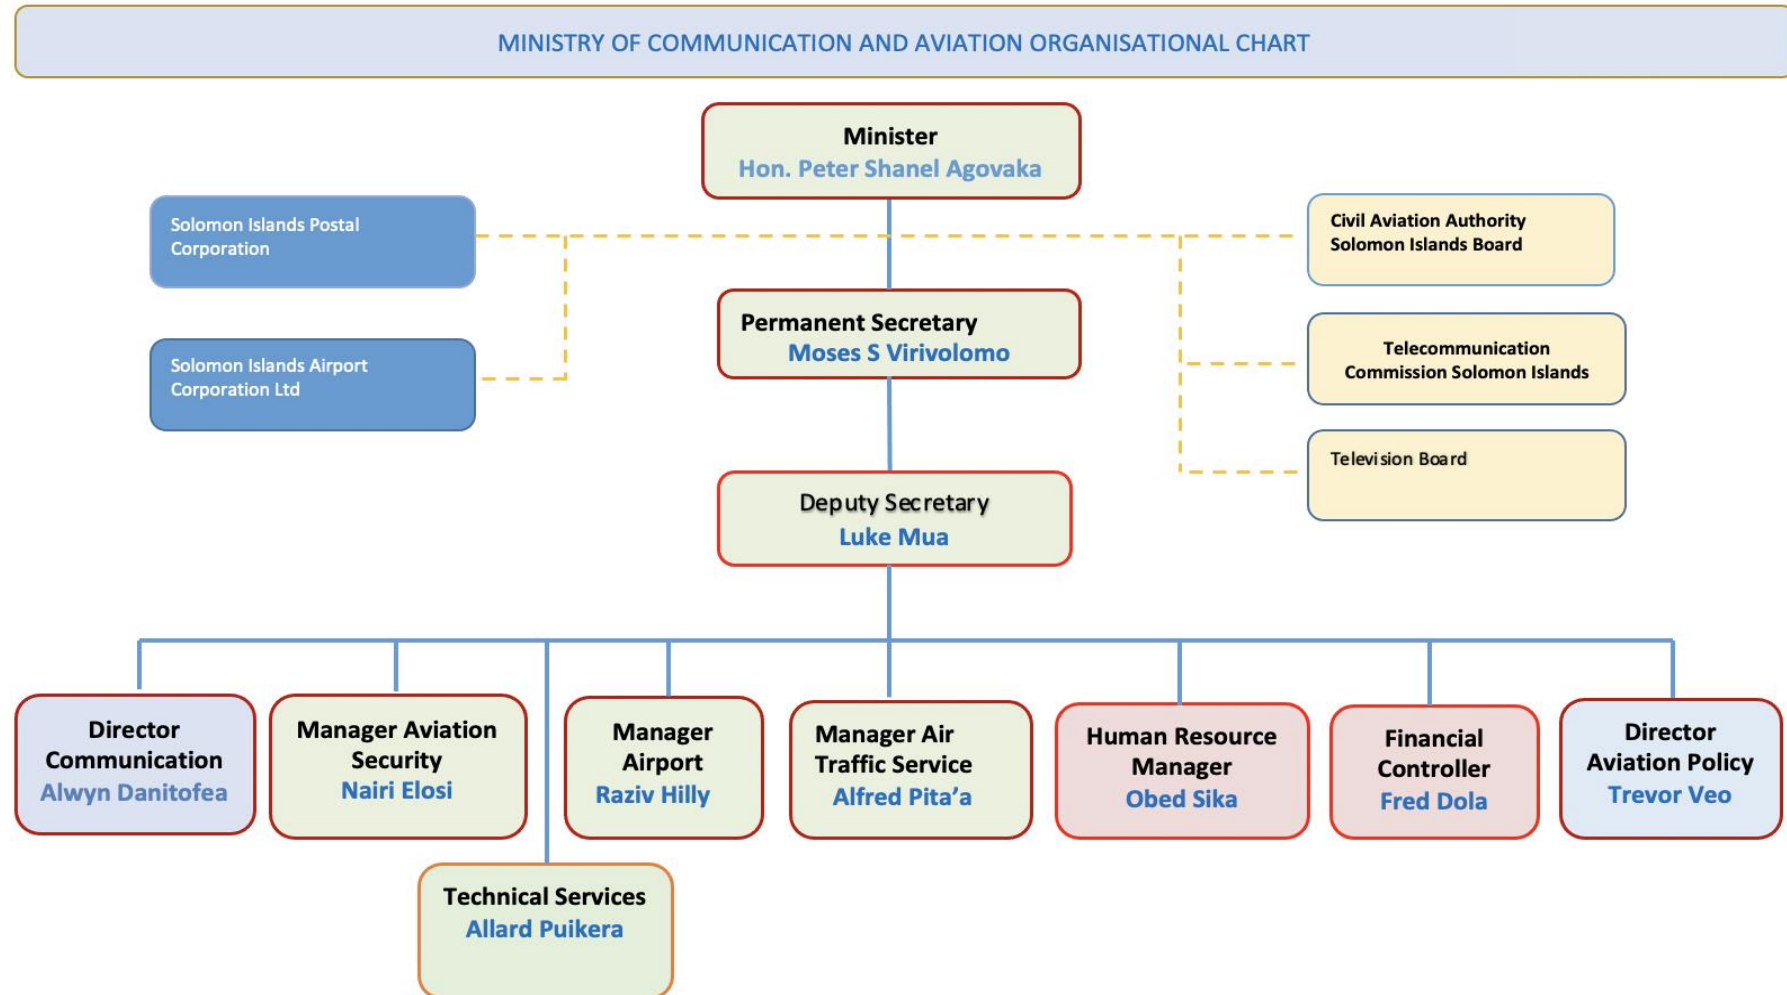 MINISTRY OF COMMUNICATION AND AVIATION ORGANISATIONAL CHART
Minister
Hon. Peter Shanel Agovaka
Solomon Islands Postal
Corporation
Civil Aviation Authority
Solomon Islands Board
Permanent Secretary
Moses S Virivolomo
Solomon Islands Airport
Corporation Ltd
Telecommunication
Commission Solomon Islands
Television Board
Deputy Secretary
Luke Mua
Director
Communication
Alwyn Danitofea
Manager Aviation
Security
Nairi Elosi
Manager
Airport
Raziv Hilly
Manager Air
Traffic Service
Alfred Pita’a
Human Resource
Manager
Obed Sika
Financial
Controller
Fred Dola
Director
Aviation Policy
Trevor Veo
Technical Services
Allard Puikera